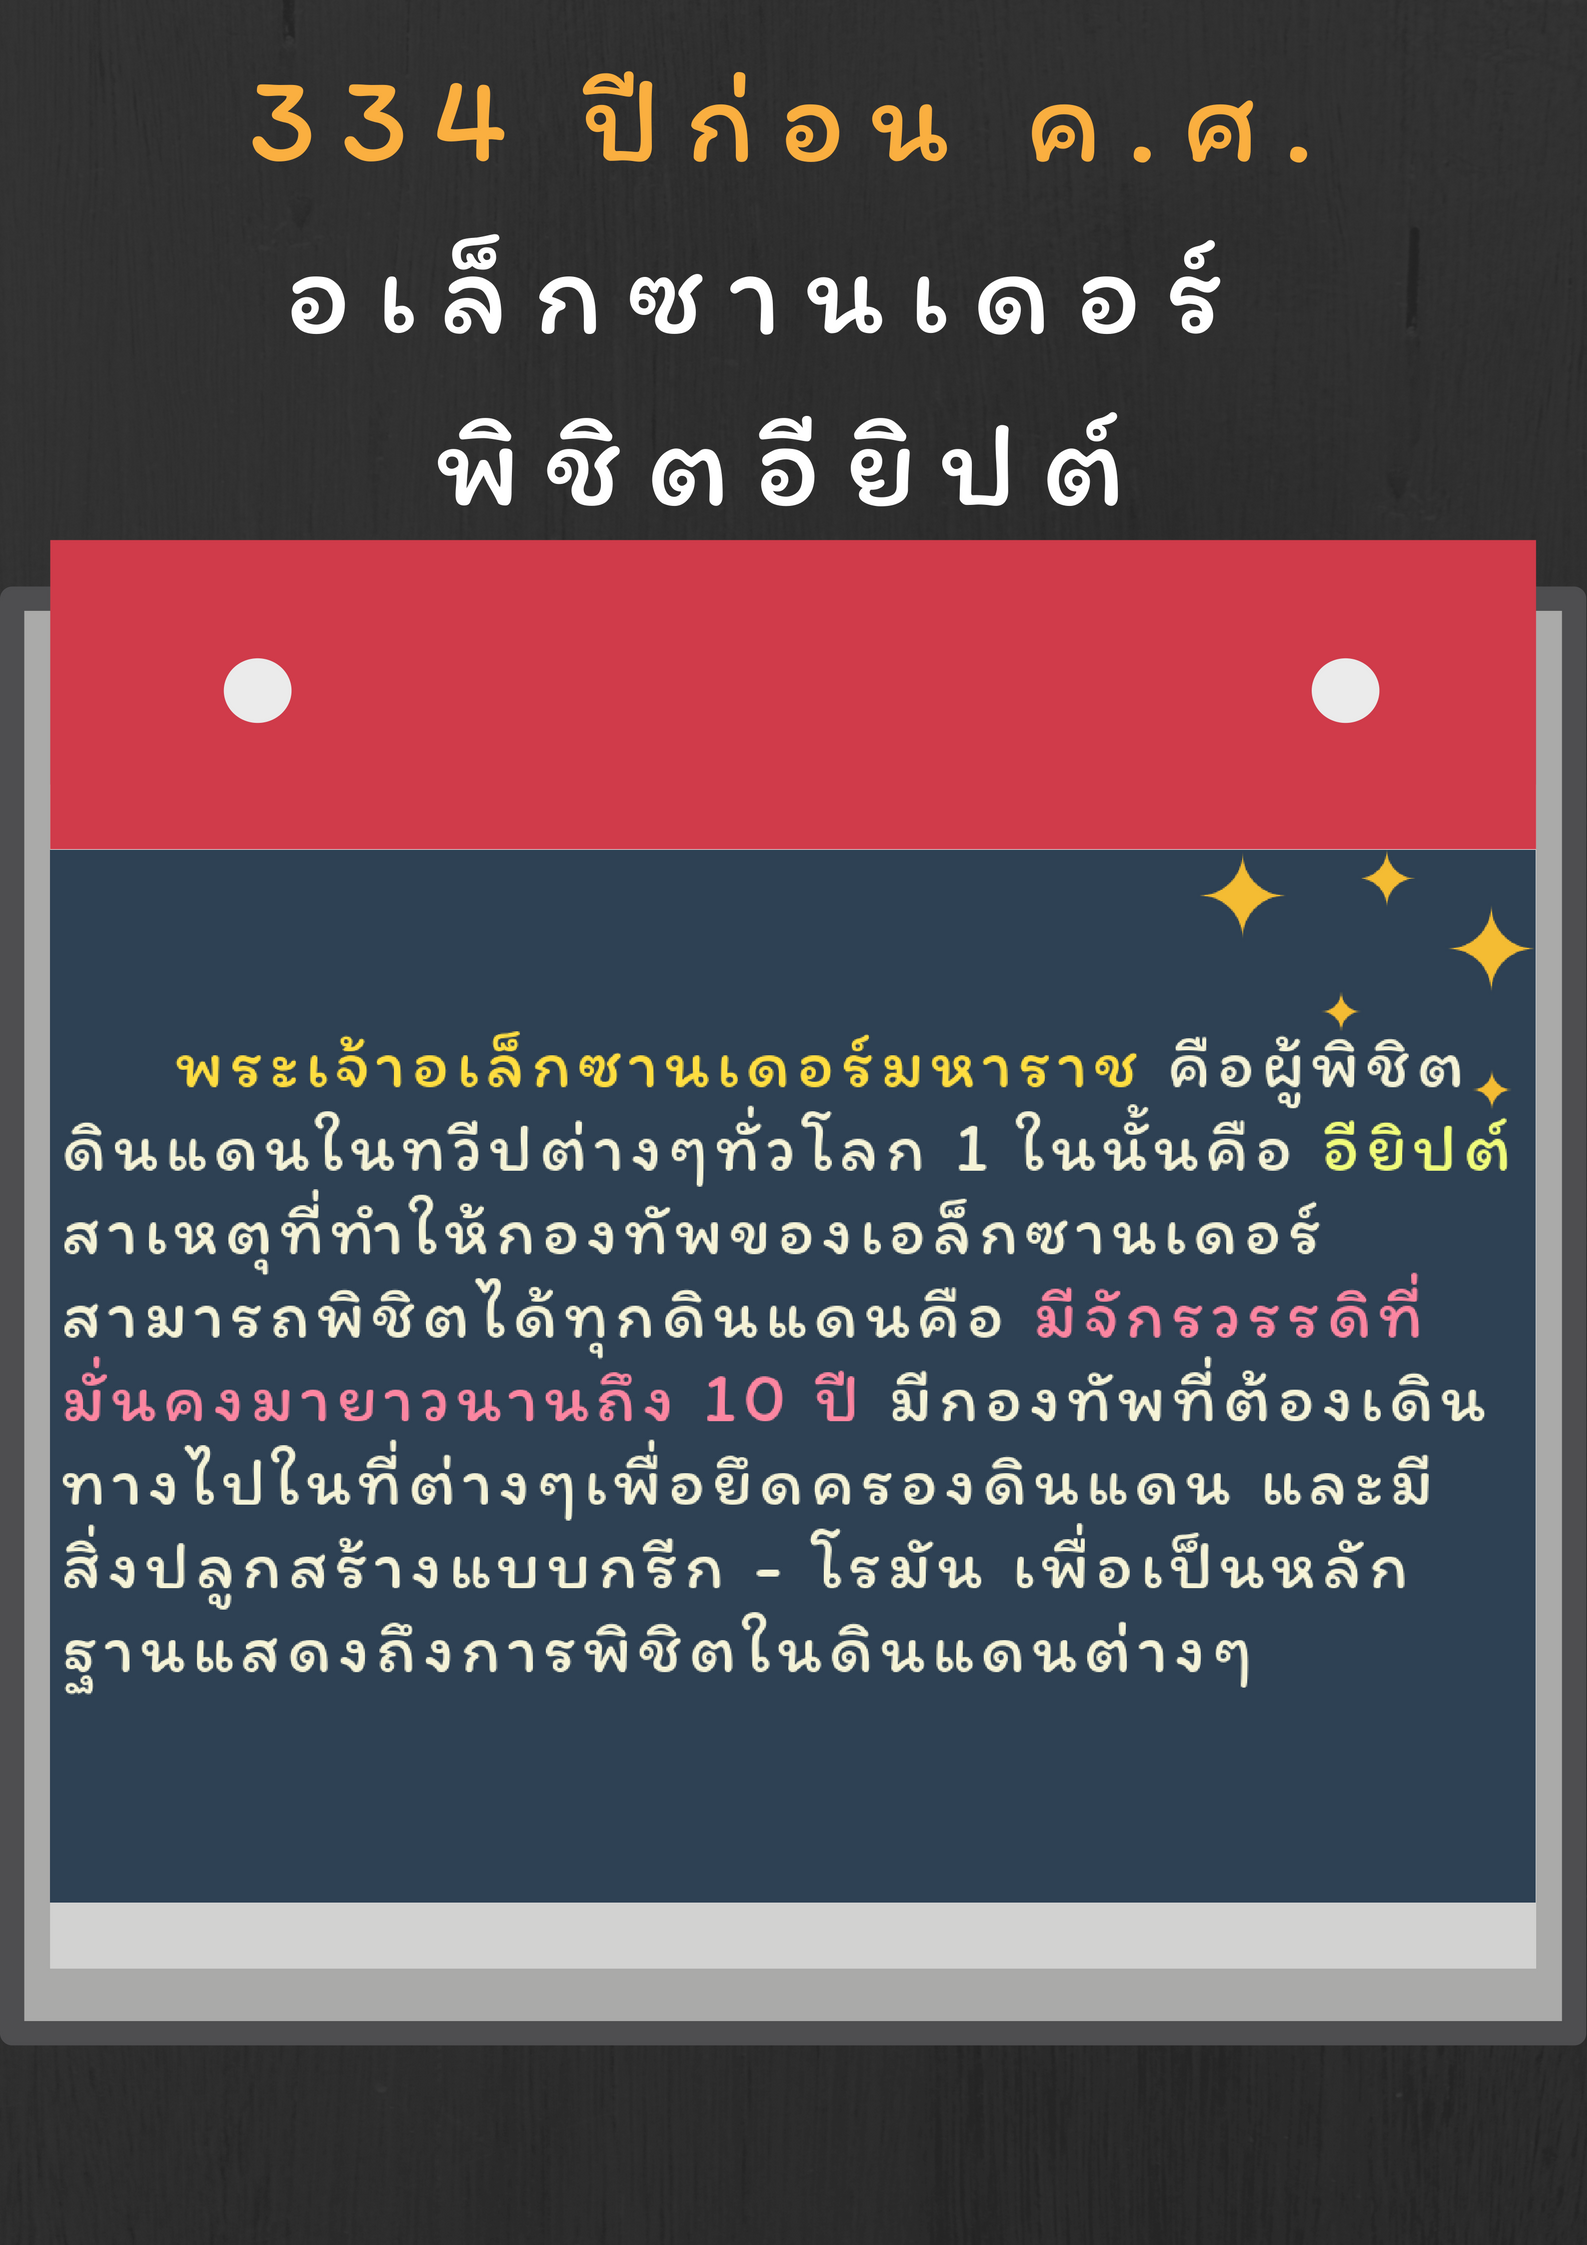 334 ปีก่อน ค.ศ.
อเล็กซานเดอร์
พิชิตอียิปต์
พระเจ้าอเล็กซานเดอร์มหาราช คือผู้พิชิต
ดินแดนในทวีปต่างๆทั่วโลก 1 ในนั้นคือ อียิปต์
สาเหตุที่ทำให้กองทัพของเอล็กซานเดอร์
สามารถพิชิตได้ทุกดินแดนคือ มีจักรวรรดิที่
มั่นคงมายาวนานถึง 10 ปี มีกองทัพที่ต้องเดิน
ทางไปในที่ต่างๆเพื่อยึดครองดินแดน และมี
สิ่งปลูกสร้างแบบกรีก - โรมัน เพื่อเป็นหลัก
ฐานแสดงถึงการพิชิตในดินแดนต่างๆ